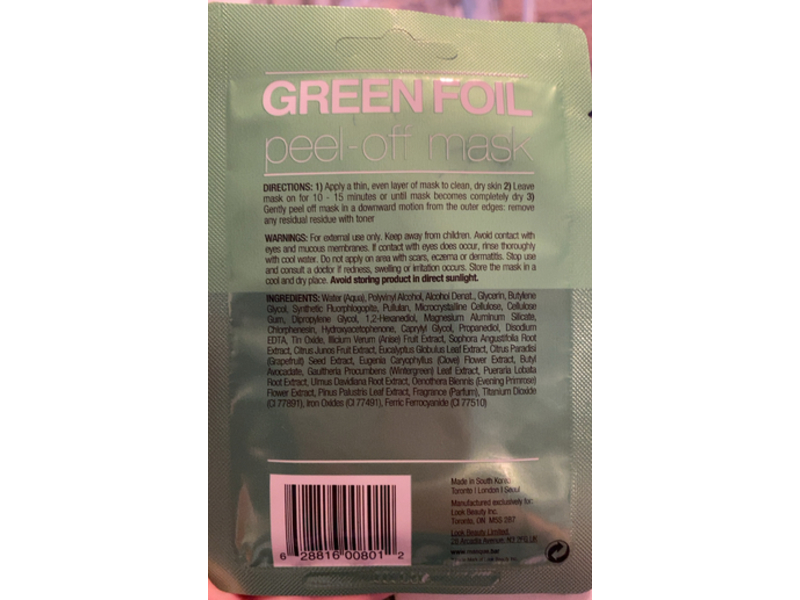 GREEN FOIL
peel-off mask
DIRECTIONS: 1) Apply a thin, even layer of mask to clean, dry skin 2) Leave
mask on for 10 - 15 minutes or until mask becomes completely dry 3)
Gently peel off mask in a downward motion from the outer edges: remove
any residual residue with toner
WARNINGS: For external use only. Keep away from children. Avoid contact with
eyes and mucous membranes. If contact with eyes does occur, rinse thoroughly
with cool water. Do not apply on area with scars, eczema or dermatitis. Stop use
and consult a doctor if redness, swelling or irritation occurs. Store the mask in a
cool and dry place. Avoid storing product in direct sunlight.
INGREDIENTS: Water (Aqua), Polyvinyl Alcohol, Alcohol Denat., Glycerin, Butylene
Glycol, Synthetic Fluorphlogopite, Pullulan, Microcrystalline Cellulose, Cellulose
Gum, Dipropylene Glycol, 1,2-Hexanediol, Magnesium Aluminum Silicate,
Chlorphenesin, Hydroxyacetophenone, Caprylyl Glycol, Propanediol, Disodium
EDTA, Tin Oxide, Illicium Verum (Anise) Fruit Extract, Sophora Angustifolia Root
Extract, Citrus Junos Fruit Extract, Eucalyptus Globulus Leaf Extract, Citrus Paradisi
(Grapefruit) Seed Extract, Eugenia Caryophyllus (Clove) Flower Extract, Butyl
Avocadate, Gaultheria Procumbens (Wintergreen) Leaf Extract, Pueraria Lobata
Root Extract, Ulmus Davidiana Root Extract, Oenothera Biennis (Evening Primrose)
Flower Extract, Pinus Palustris Leaf Extract, Fragrance (Parfum), Titanium Dioxide
(CI 77891), Iron Oxides (CI 77491), Ferric Ferrocyanide (CI 77510)
Made in South Korea
Toronto | London | Seoul
Manufactured exclusively for:
Look Beauty Inc.
Toronto, ON M5S 2B7
Look Beauty Limited.
28 Arcadia Avenue N3 2FG UK
www.masque.bar
6 28816 00801 2